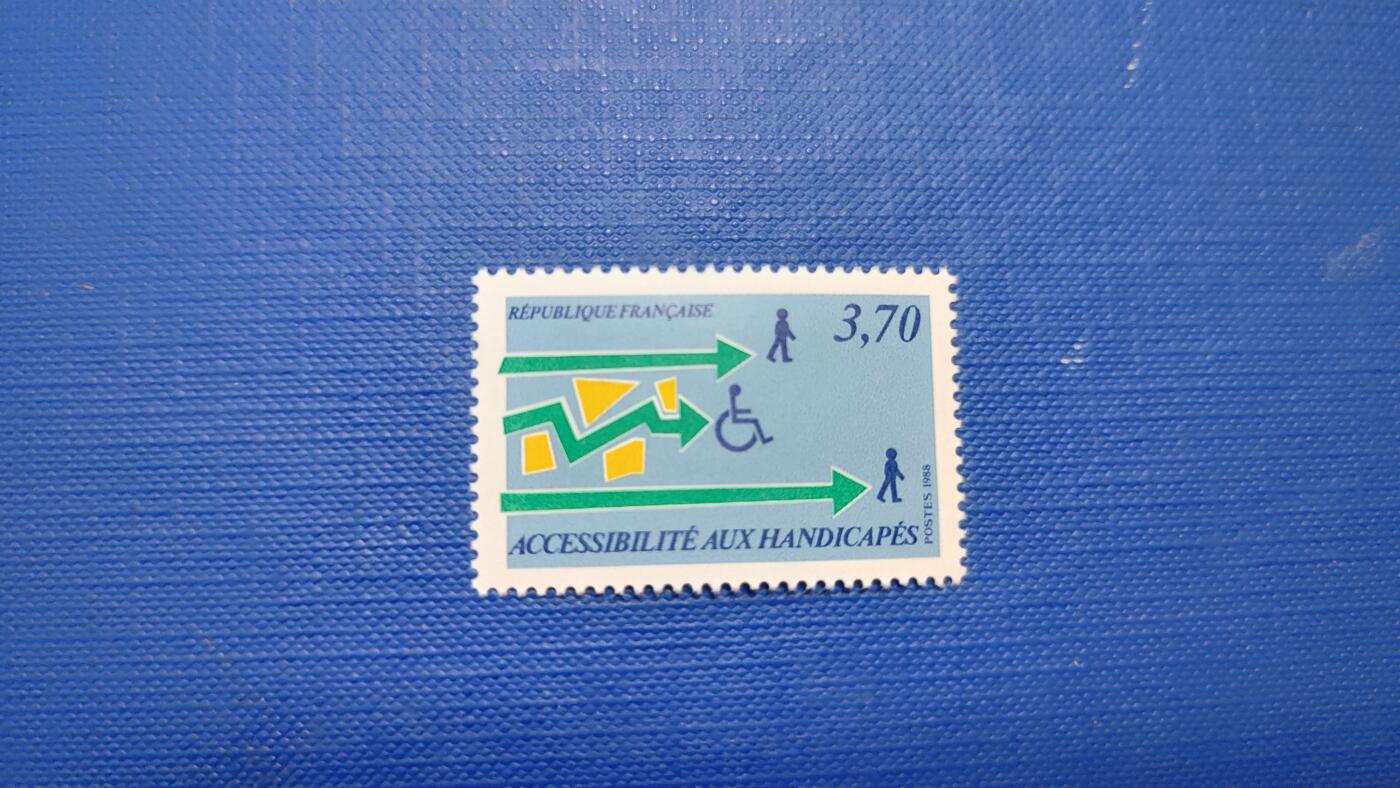 RÉPUBLIQUE FRANÇAISE
3,70
ACCESSIBILITÉ AUX HANDICAPÉS
POSTES 1988